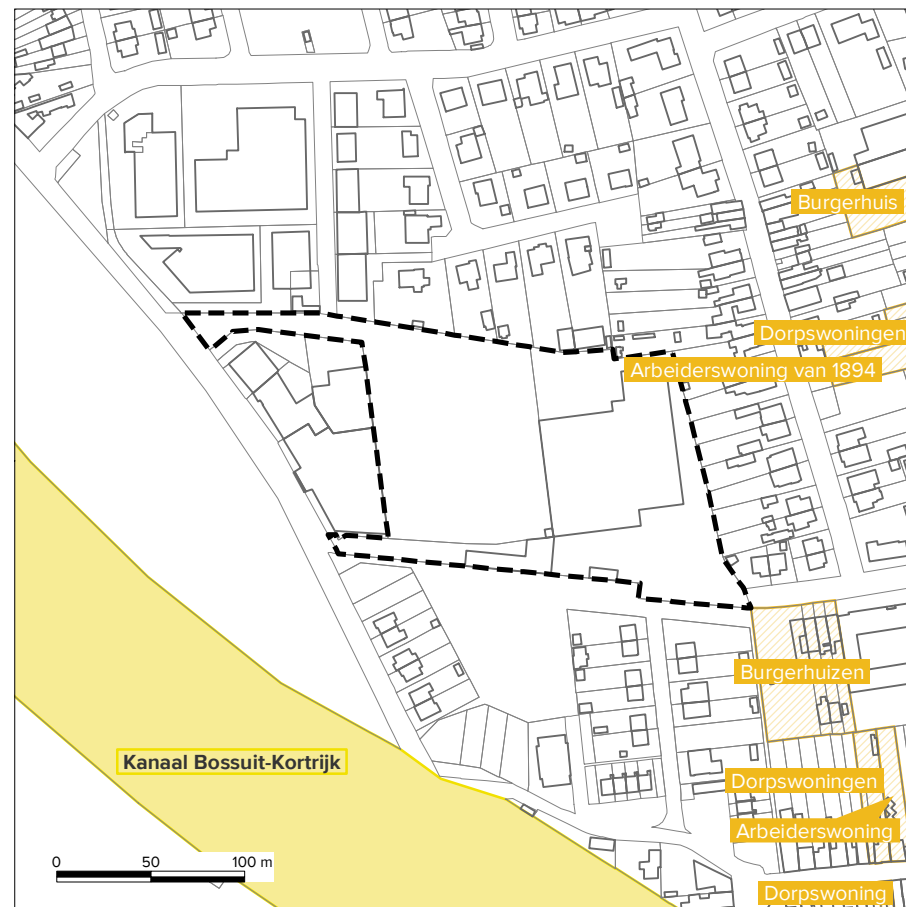 Burgerhuis
Dorpswoningen
Arbeiderswoning van 1894
Burgerhuizen
Kanaal Bossuit-Kortrijk
Dorpswoningen
Arbeiderswoning
0 50 100 m
Dorpswoning